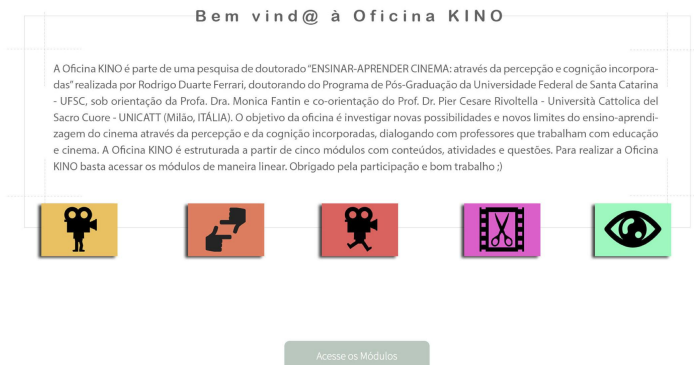 Bem vind@ à Oficina KINO
A Oficina KINO é parte de uma pesquisa de doutorado "ENSINAR-APRENDER CINEMA: através da percepção e cognição incorpora-
das" realizada por Rodrigo Duarte Ferrari, doutorando do Programa de Pós-Graduação da Universidade Federal de Santa Catarina
- UFSC, sob orientação da Profa. Dra. Monica Fantin e co-orientação do Prof. Dr. Pier Cesare Rivoltella - Università Cattolica del
Sacro Cuore - UNICATT (Milão, ITÁLIA). O objetivo da oficina é investigar novas possibilidades e novos limites do ensino-aprendi-
zagem do cinema através da percepção e da cognição incorporadas, dialogando com professores que trabalham com educação
e cinema. A Oficina KINO é estruturada a partir de cinco módulos com conteúdos, atividades e questões. Para realizar a Oficina
KINO basta acessar os módulos de maneira linear. Obrigado pela participação e bom trabalho ;)
Acesse os Módulos